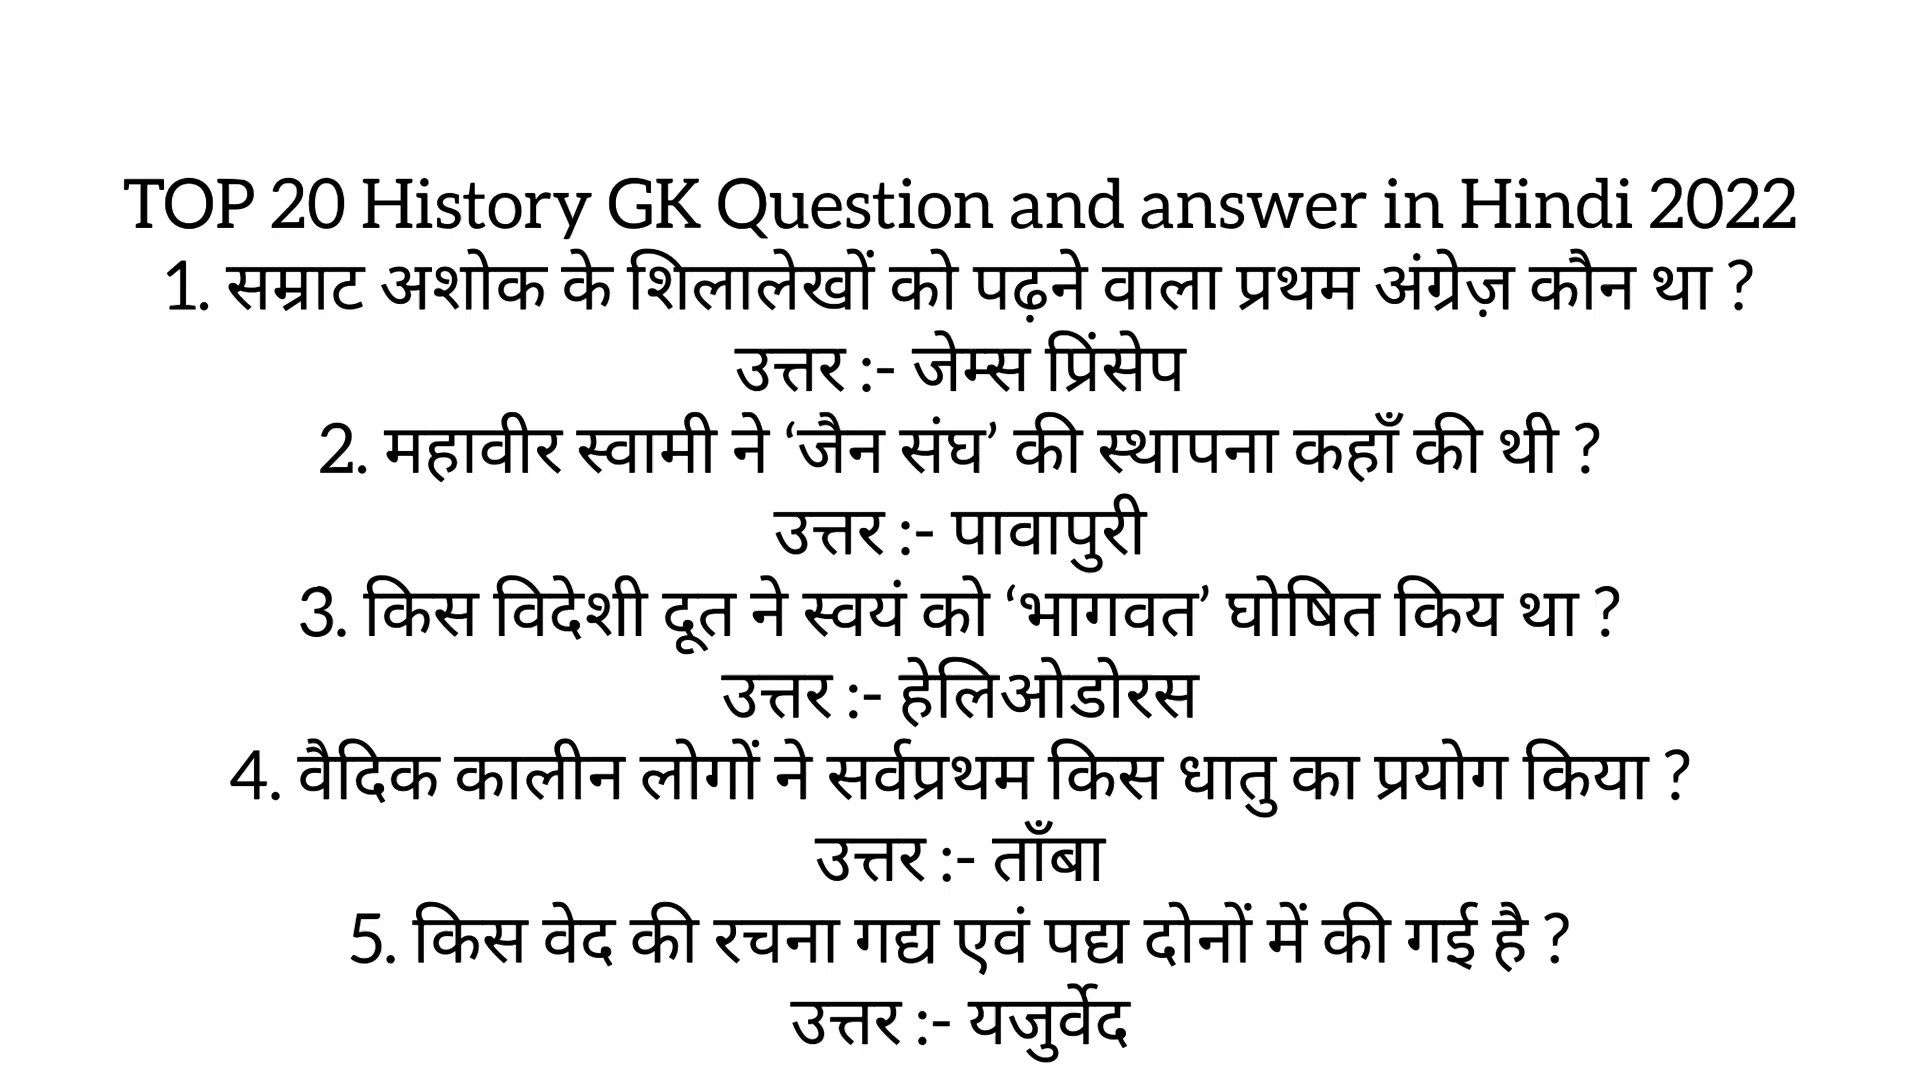 TOP 20 History GK Question and answer in Hindi 2022
1. सम्राट अशोक के शिलालेखों को पढ़ने वाला प्रथम अंग्रेज़ कौन था ?
उत्तर :- जेम्स प्रिंसेप
2. महावीर स्वामी ने ‘जैन संघ’ की स्थापना कहाँ की थी ?
उत्तर :- पावापुरी
3. किस विदेशी दूत ने स्वयं को ‘भागवत’ घोषित किय था ?
उत्तर :- हेलिओडोरस
4. वैदिक कालीन लोगों ने सर्वप्रथम किस धातु का प्रयोग किया ?
उत्तर :- ताँबा
5. किस वेद की रचना गद्य एवं पद्य दोनों में की गई है ?
उत्तर :- यजुर्वेद